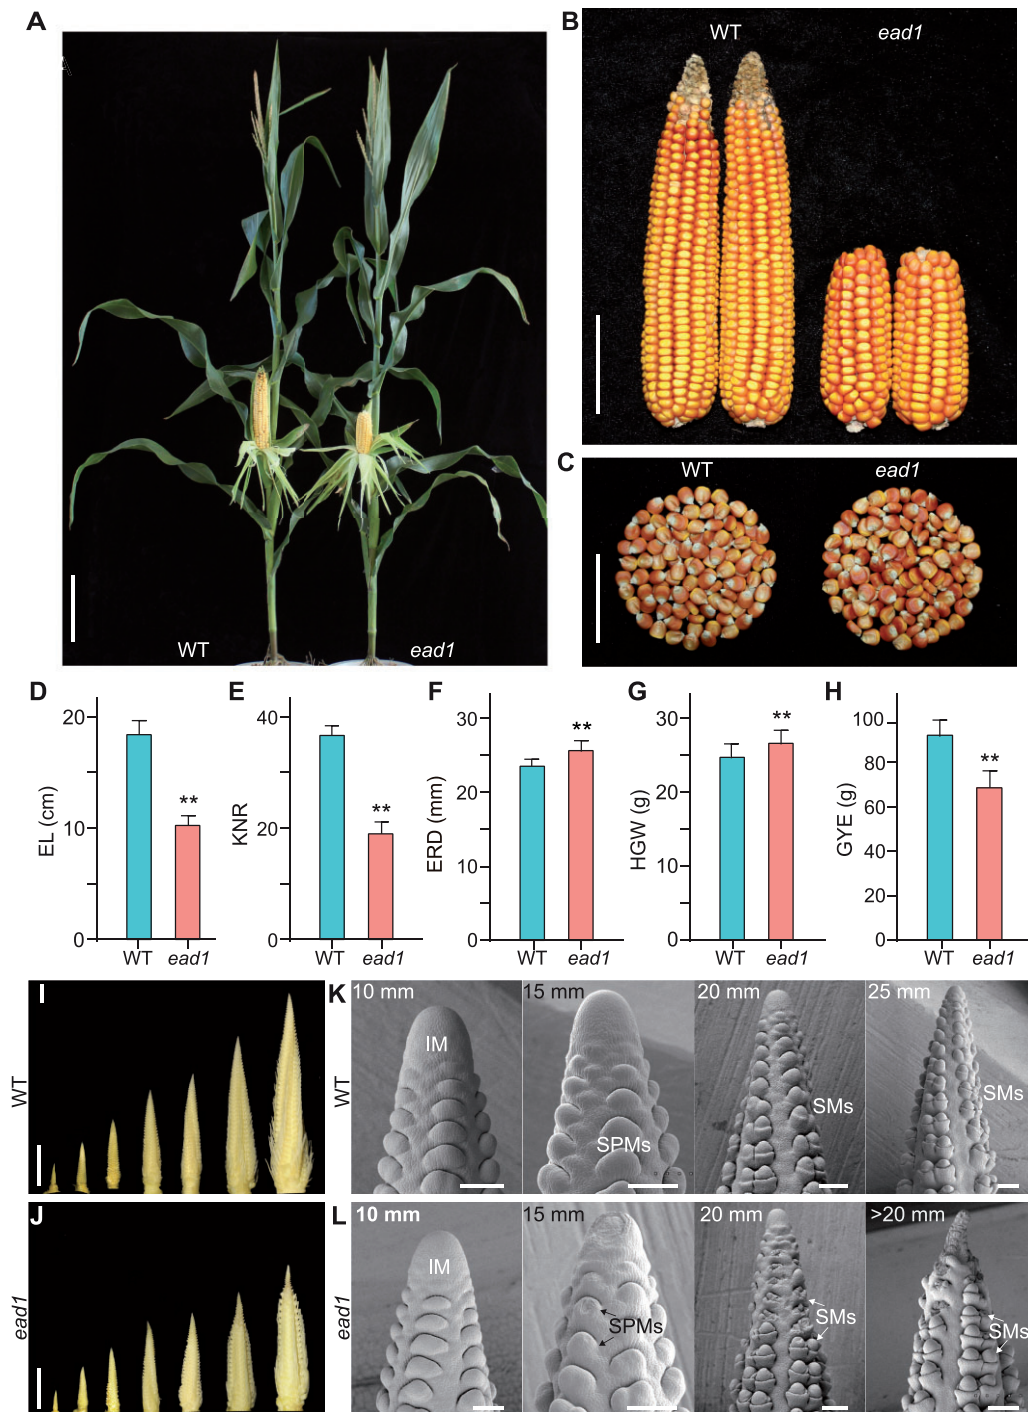 A
WT
ead1
B
WT
ead1
C
WT
ead1
D
EL (cm)
20
10
0
**
WT
ead1
E
KNR
40
20
0
**
WT
ead1
F
ERD (mm)
30
20
10
0
**
WT
ead1
G
HGW (g)
30
20
10
0
**
WT
ead1
H
GYE (g)
100
80
60
40
20
0
**
WT
ead1
I
WT
J
ead1
K
WT
10 mm
IM
15 mm
SPMs
20 mm
SMs
25 mm
SMs
L
ead1
10 mm
IM
15 mm
SPMs
20 mm
SMs
>20 mm
SMs